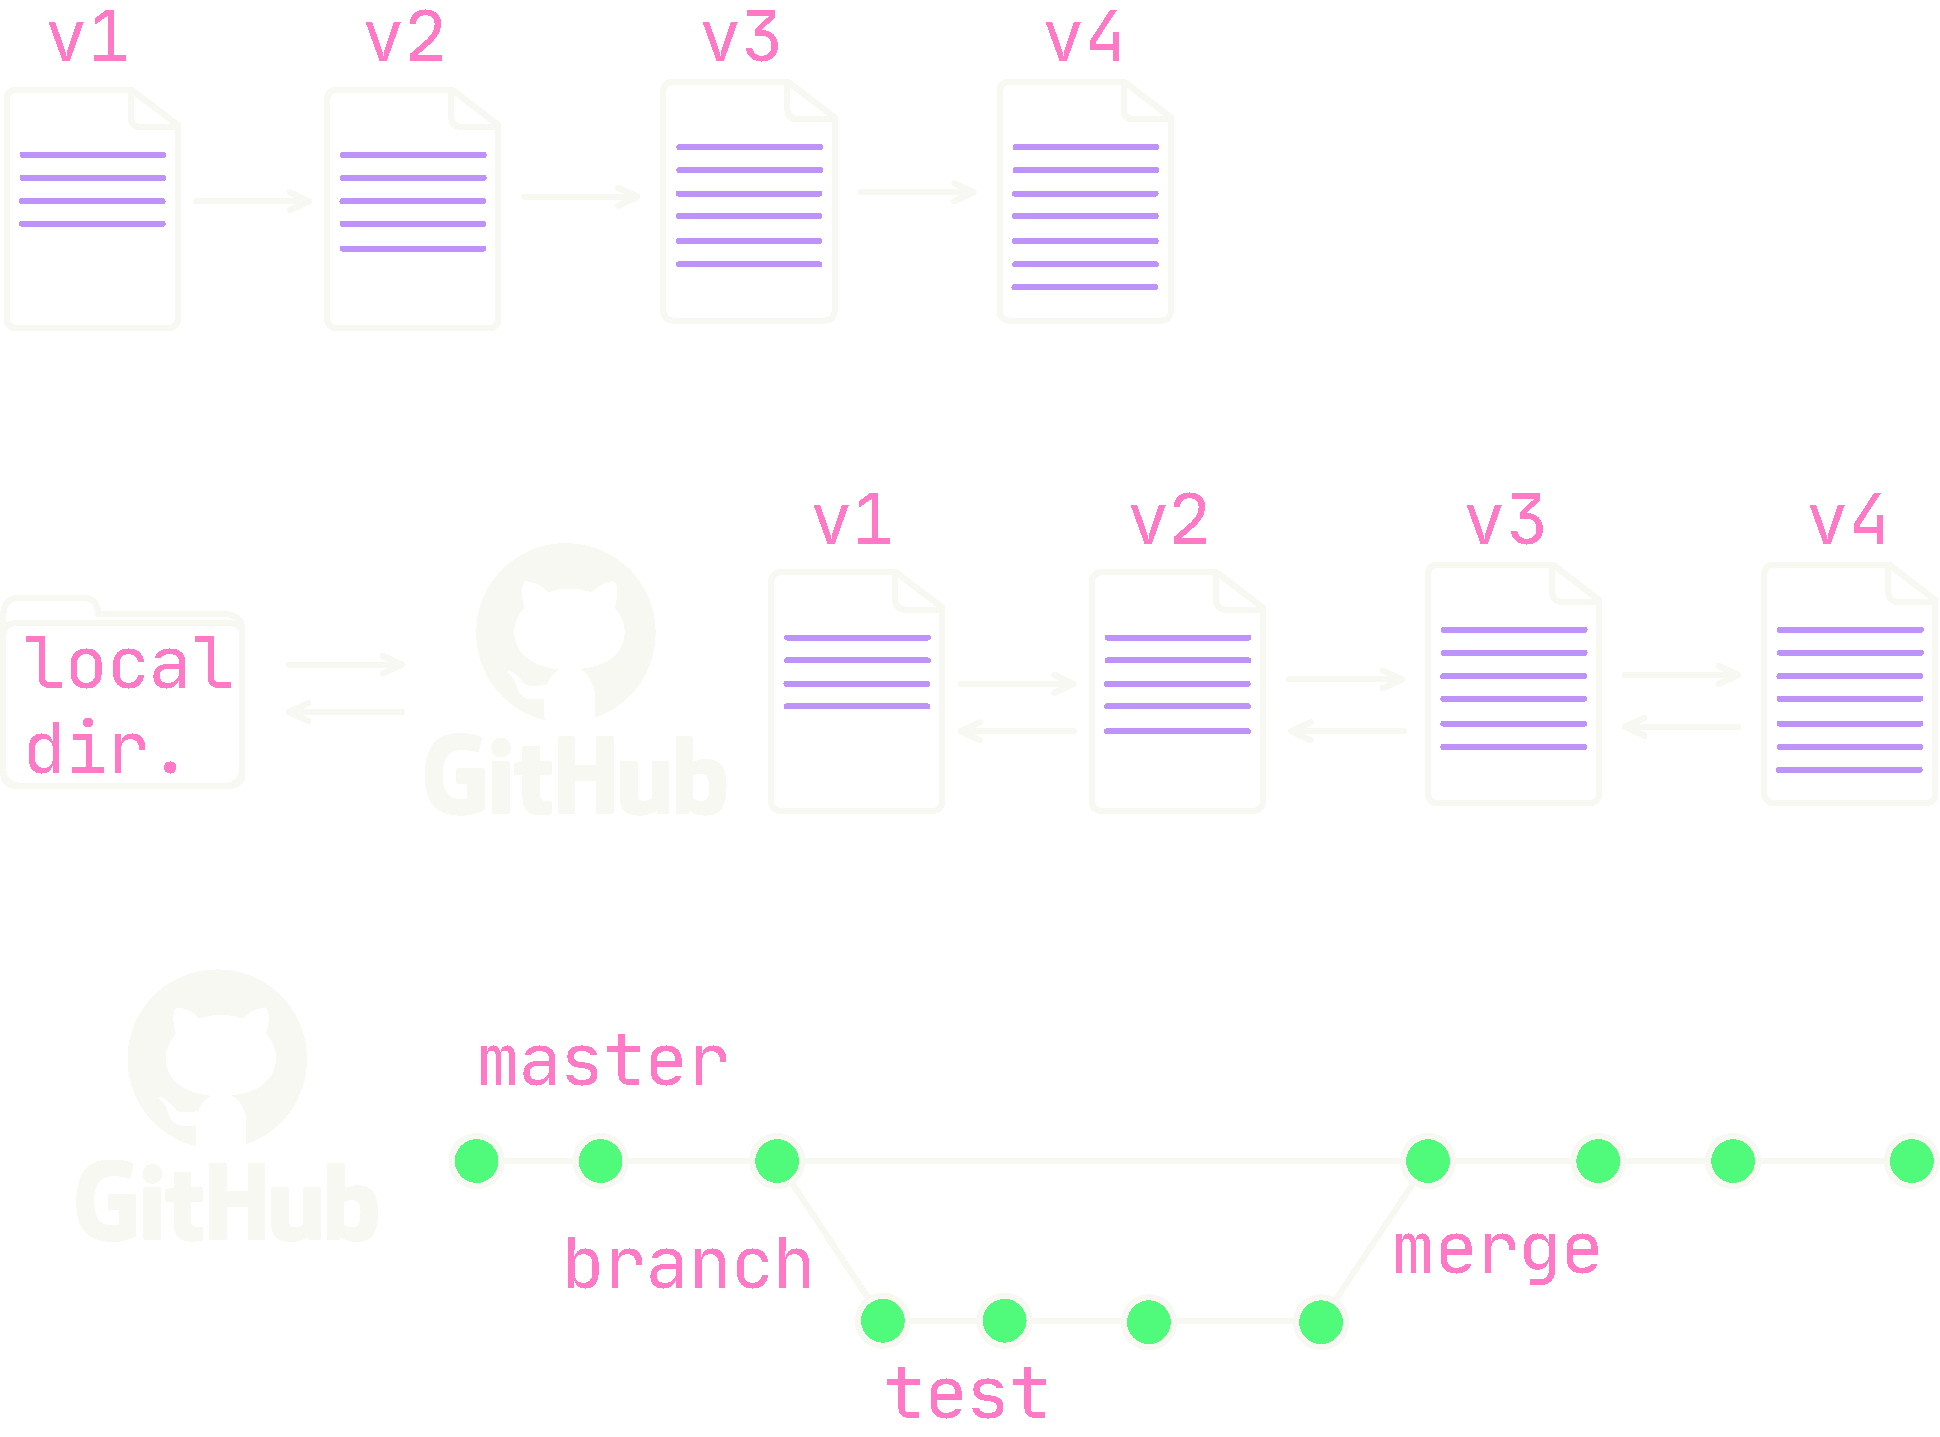 v1 v2 v3 v4
v1 v2 v3 v4
local
dir.
GitHub
GitHub
master
branch
merge
test